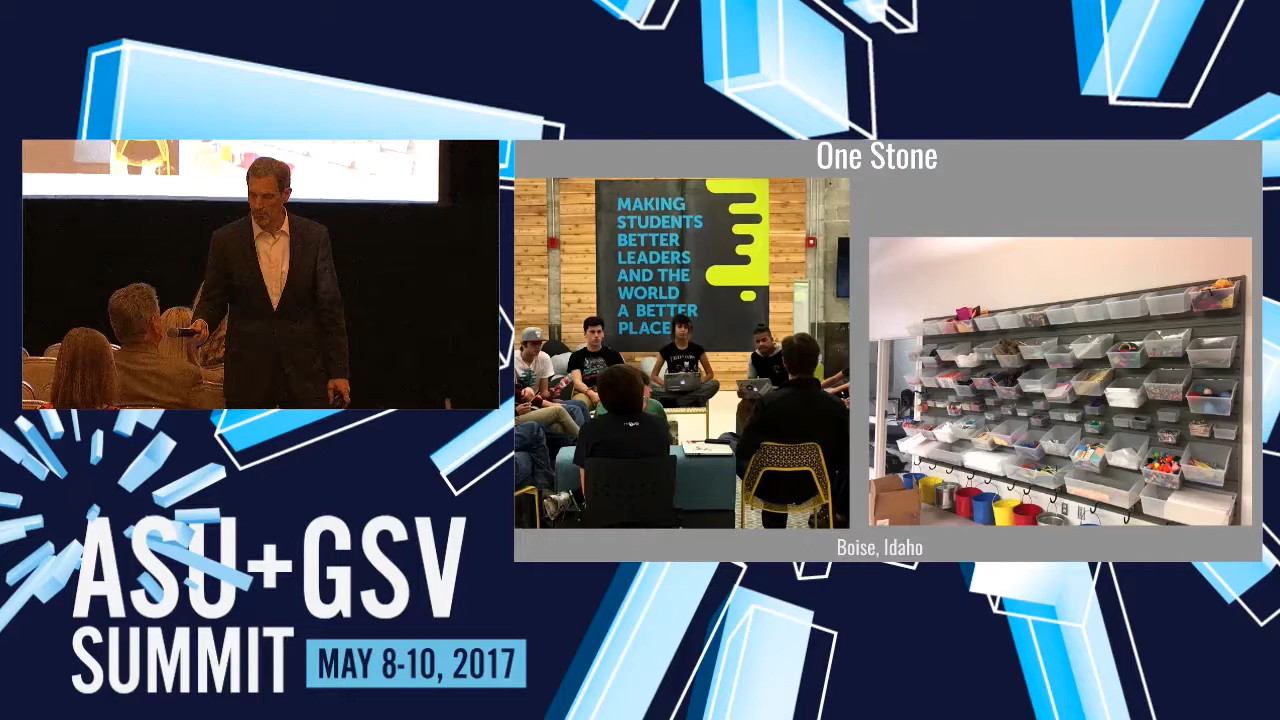 One Stone
MAKING
STUDENTS
BETTER
LEADERS
AND THE
WORLD
A BETTER
PLACE
Boise, Idaho
ASU+GSV
SUMMIT
MAY 8-10, 2017